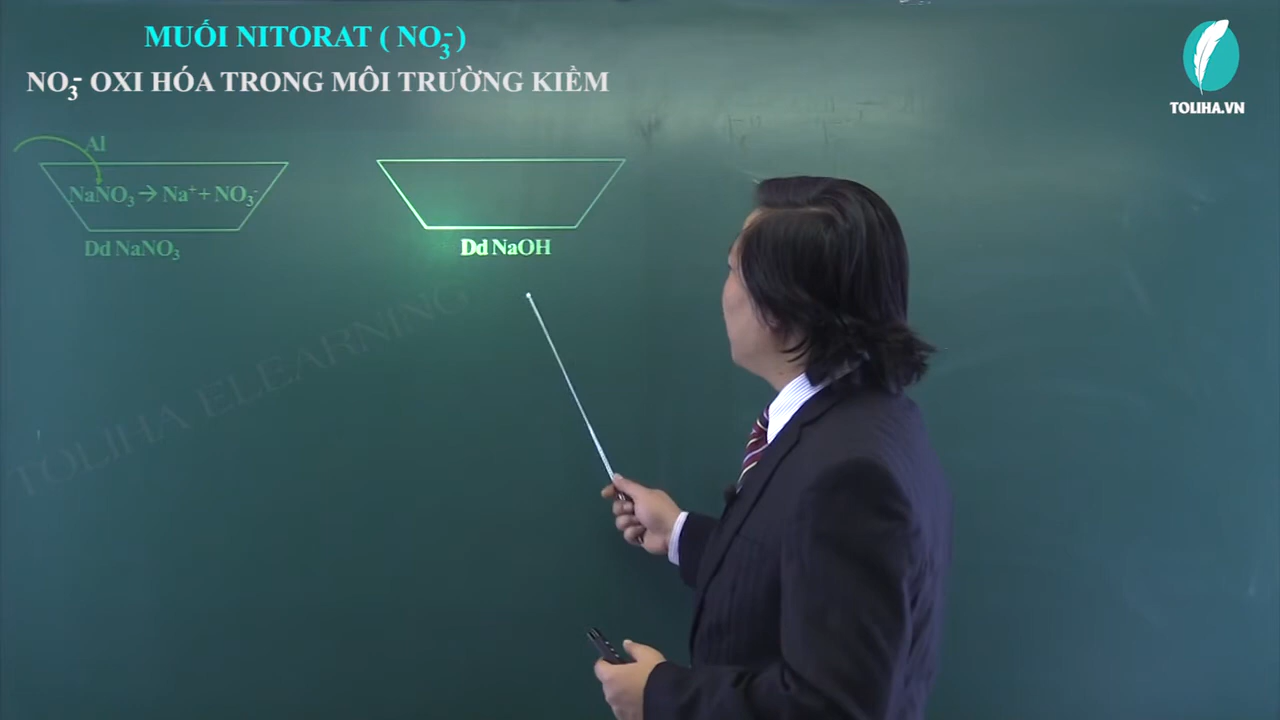 MUỐI NITORAT ( NO₃⁻ )
NO₃⁻ OXI HÓA TRONG MÔI TRƯỜNG KIỀM
TOLIHA.VN
Al
NaNO₃ → Na⁺ + NO₃⁻
Dd NaNO₃
Dd NaOH
TOLIHA ELEARNING